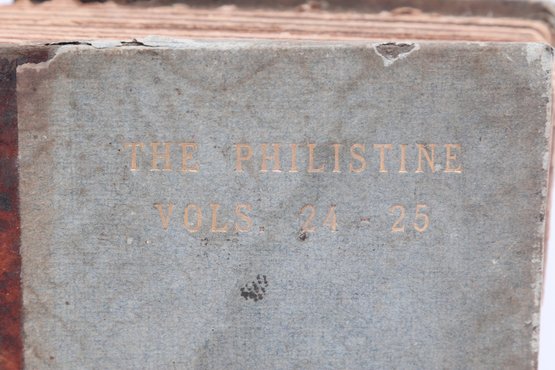 THE PHILISTINE
VOLS. 24 - 25